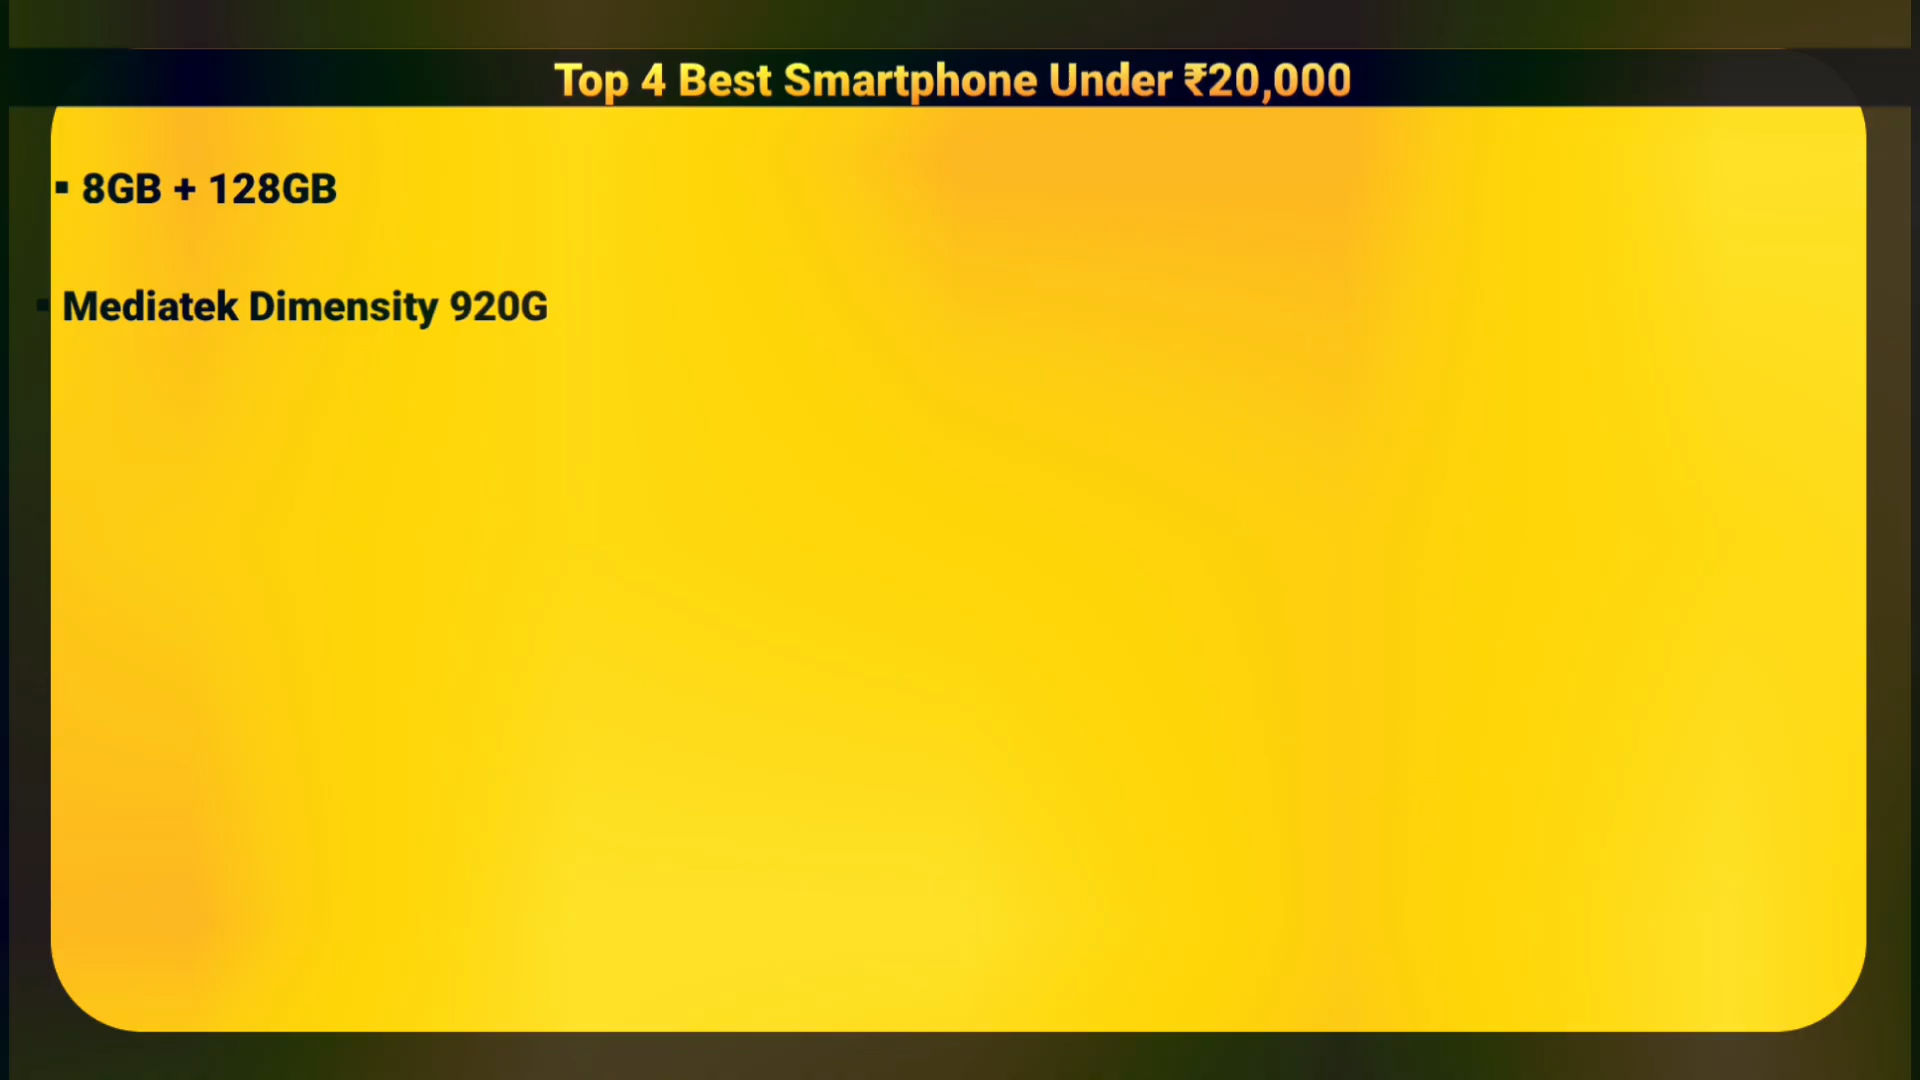 Top 4 Best Smartphone Under ₹20,000
▪ 8GB + 128GB
▪ Mediatek Dimensity 920G